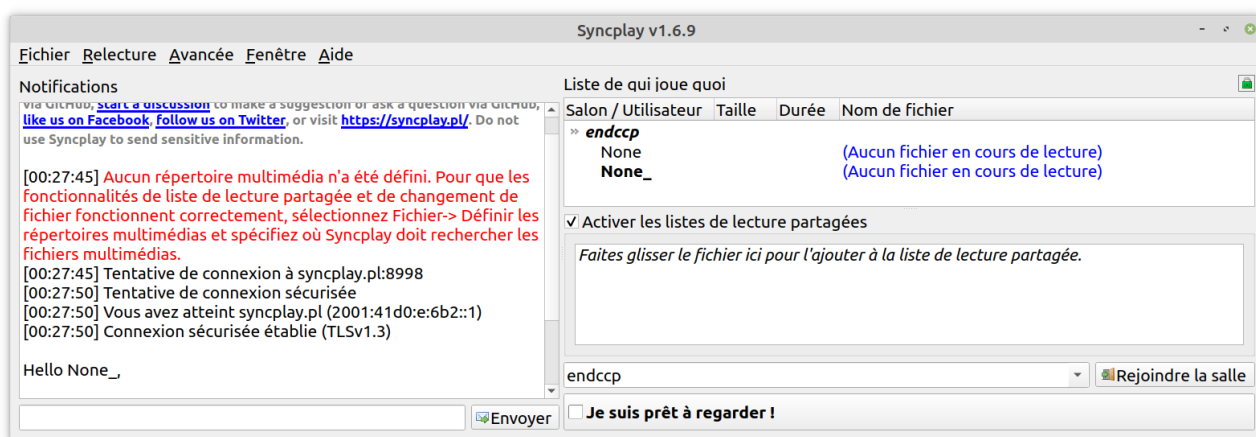 Syncplay v1.6.9
Fichier Relecture Avancée Fenêtre Aide
Notifications
via GitHub, start a discussion to make a suggestion or ask a question via GitHub,
like us on Facebook, follow us on Twitter, or visit https://syncplay.pl/. Do not
use Syncplay to send sensitive information.
[00:27:45] Aucun répertoire multimédia n'a été défini. Pour que les
fonctionnalités de liste de lecture partagée et de changement de
fichier fonctionnent correctement, sélectionnez Fichier-> Définir les
répertoires multimédias et spécifiez où Syncplay doit rechercher les
fichiers multimédias.
[00:27:45] Tentative de connexion à syncplay.pl:8998
[00:27:50] Tentative de connexion sécurisée
[00:27:50] Vous avez atteint syncplay.pl (2001:41d0:e:6b2::1)
[00:27:50] Connexion sécurisée établie (TLSv1.3)
Hello None_,
Envoyer
Liste de qui joue quoi
Salon / Utilisateur Taille Durée Nom de fichier
endccp
None (Aucun fichier en cours de lecture)
None_ (Aucun fichier en cours de lecture)
Activer les listes de lecture partagées
Faites glisser le fichier ici pour l'ajouter à la liste de lecture partagée.
endccp
Rejoindre la salle
Je suis prêt à regarder !